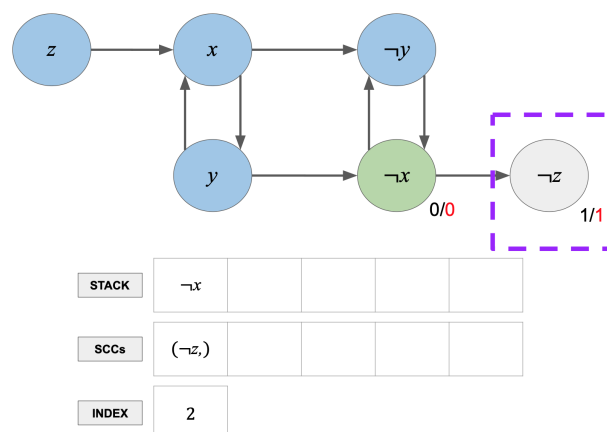 z x ¬y
y ¬x ¬z
0/0 1/1
STACK ¬x
SCCs (¬z,)
INDEX 2